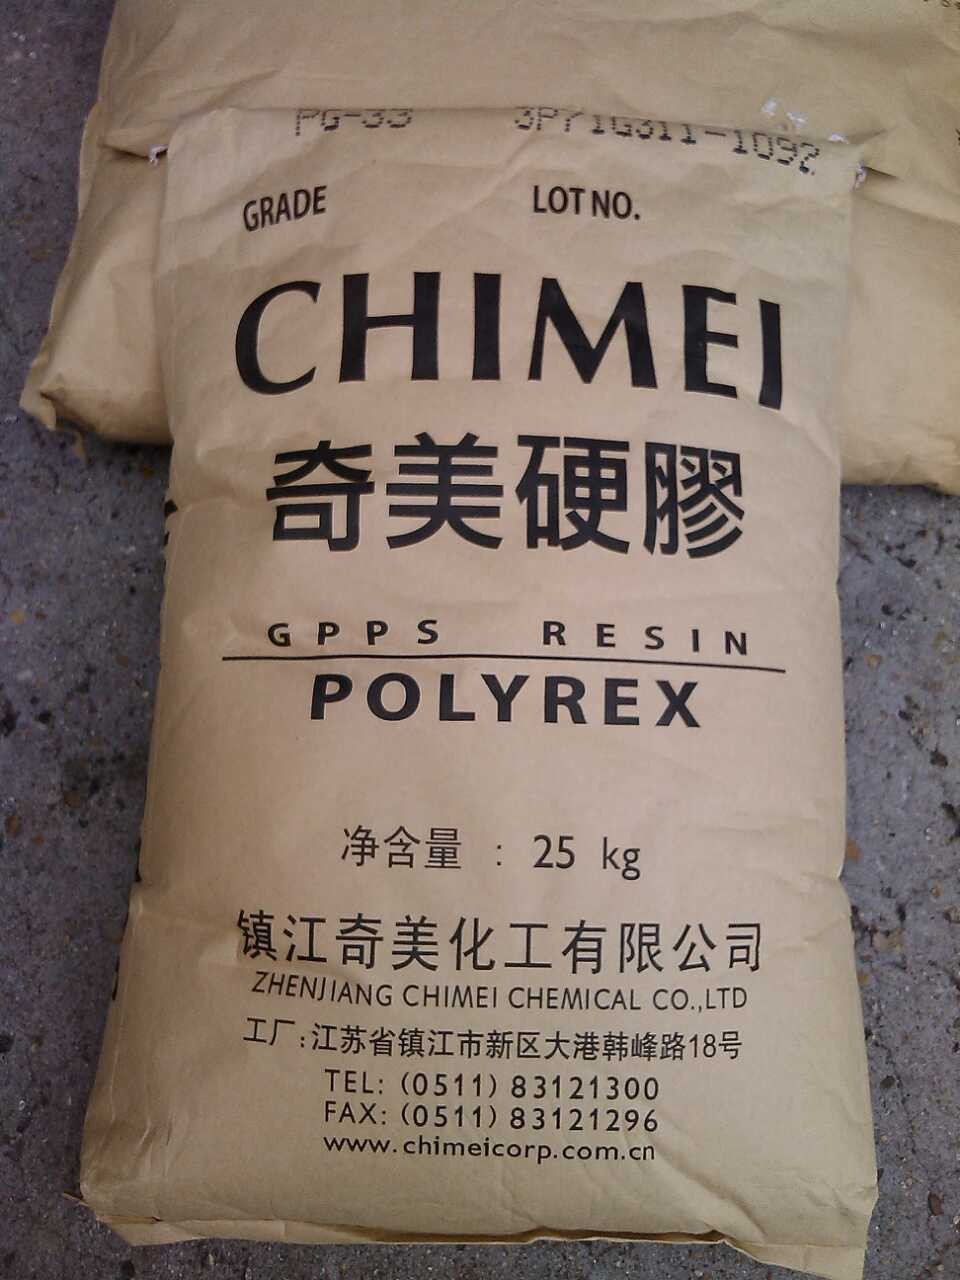 PG-33 3P71G311-1092
GRADE LOT NO.
CHIMEI
奇美硬膠
GPPS RESIN
POLYREX
净含量 : 25 kg
镇江奇美化工有限公司
ZHENJIANG CHIMEI CHEMICAL CO.,LTD
工厂:江苏省镇江市新区大港韩峰路18号
TEL: (0511) 83121300
FAX: (0511) 83121296
www.chimeicorp.com.cn